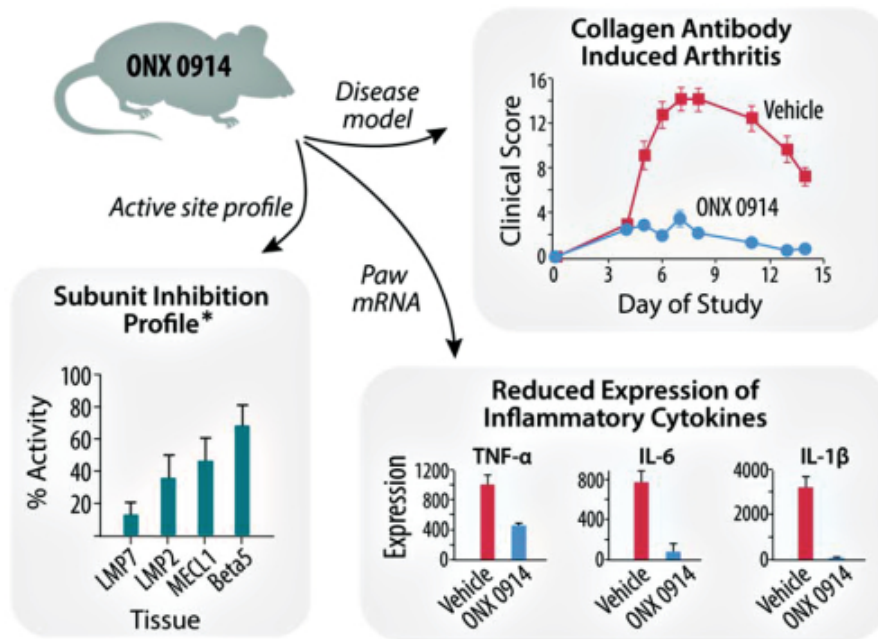 ONX 0914
Disease
model
Active site profile
Paw
mRNA
Collagen Antibody
Induced Arthritis
Clinical Score
16
12
8
4
0
Vehicle
ONX 0914
0 3 6 9 12 15
Day of Study
Subunit Inhibition
Profile*
% Activity
100
80
60
40
20
LMP7
LMP2
MECL1
Beta5
Tissue
Reduced Expression of
Inflammatory Cytokines
Expression
TNF-α
1200
800
400
0
Vehicle
ONX 0914
IL-6
800
400
0
Vehicle
ONX 0914
IL-1β
4000
2000
0
Vehicle
ONX 0914